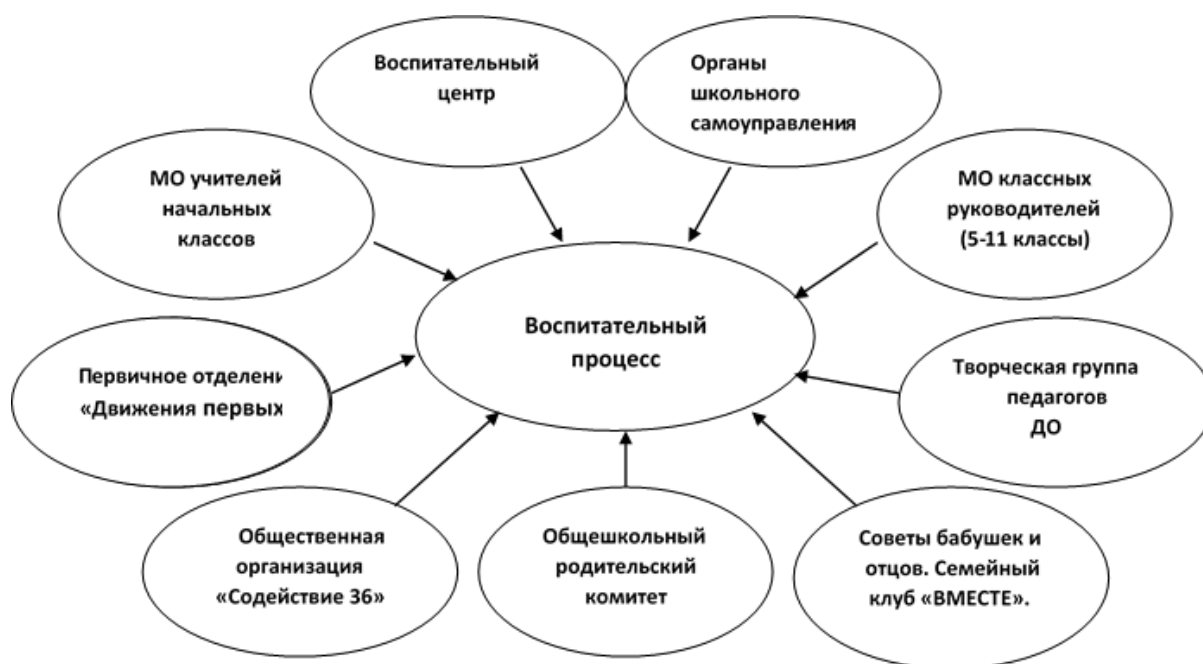 Воспитательный
центр
Органы
школьного
самоуправления
МО учителей
начальных
классов
МО классных
руководителей
(5-11 классы)
Воспитательный
процесс
Первичное отделени
«Движения первых
Творческая группа
педагогов
ДО
Общественная
организация
«Содействие 36»
Общешкольный
родительский
комитет
Советы бабушек и
отцов. Семейный
клуб «ВМЕСТЕ».